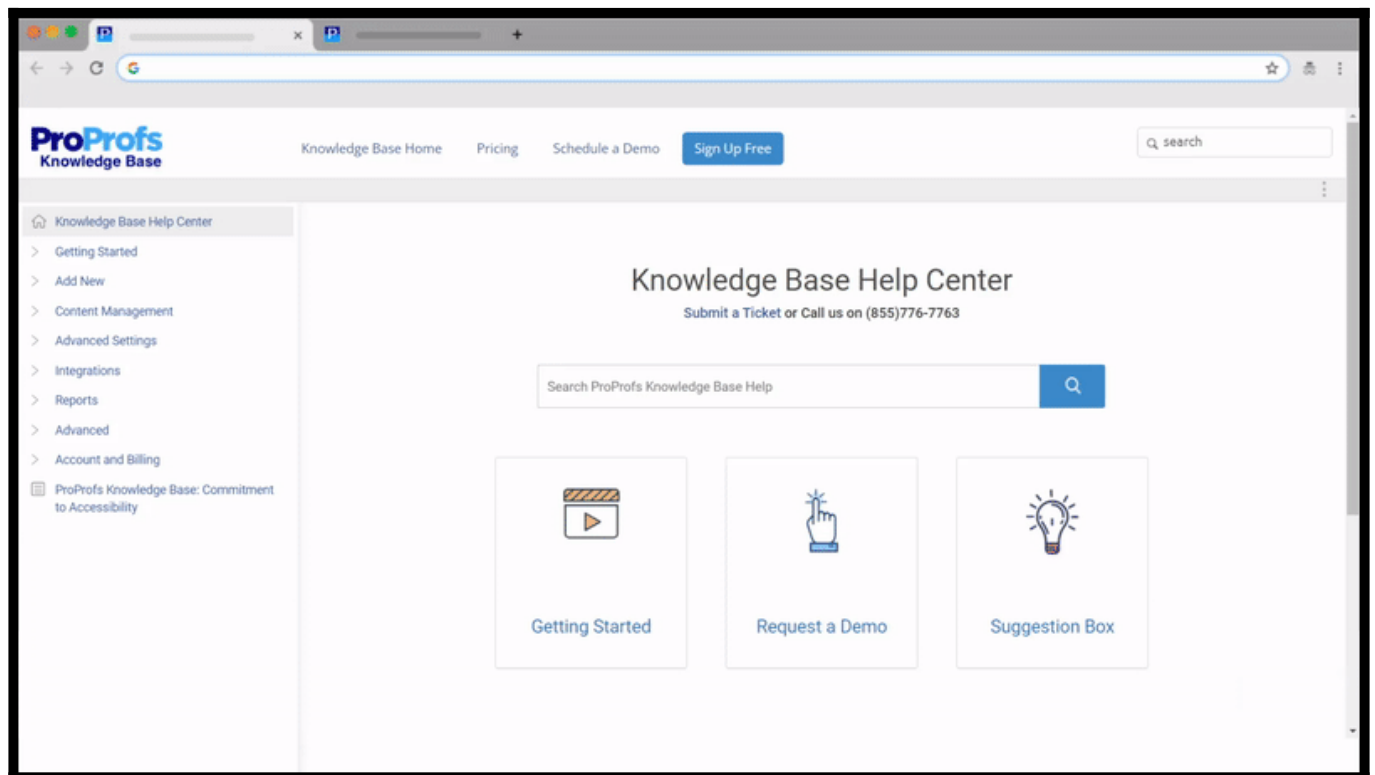 ProProfs
Knowledge Base
Knowledge Base Home
Pricing
Schedule a Demo
Sign Up Free
search
Knowledge Base Help Center
Getting Started
Add New
Content Management
Advanced Settings
Integrations
Reports
Advanced
Account and Billing
ProProfs Knowledge Base: Commitment
to Accessibility
Knowledge Base Help Center
Submit a Ticket or Call us on (855)776-7763
Search ProProfs Knowledge Base Help
Getting Started
Request a Demo
Suggestion Box